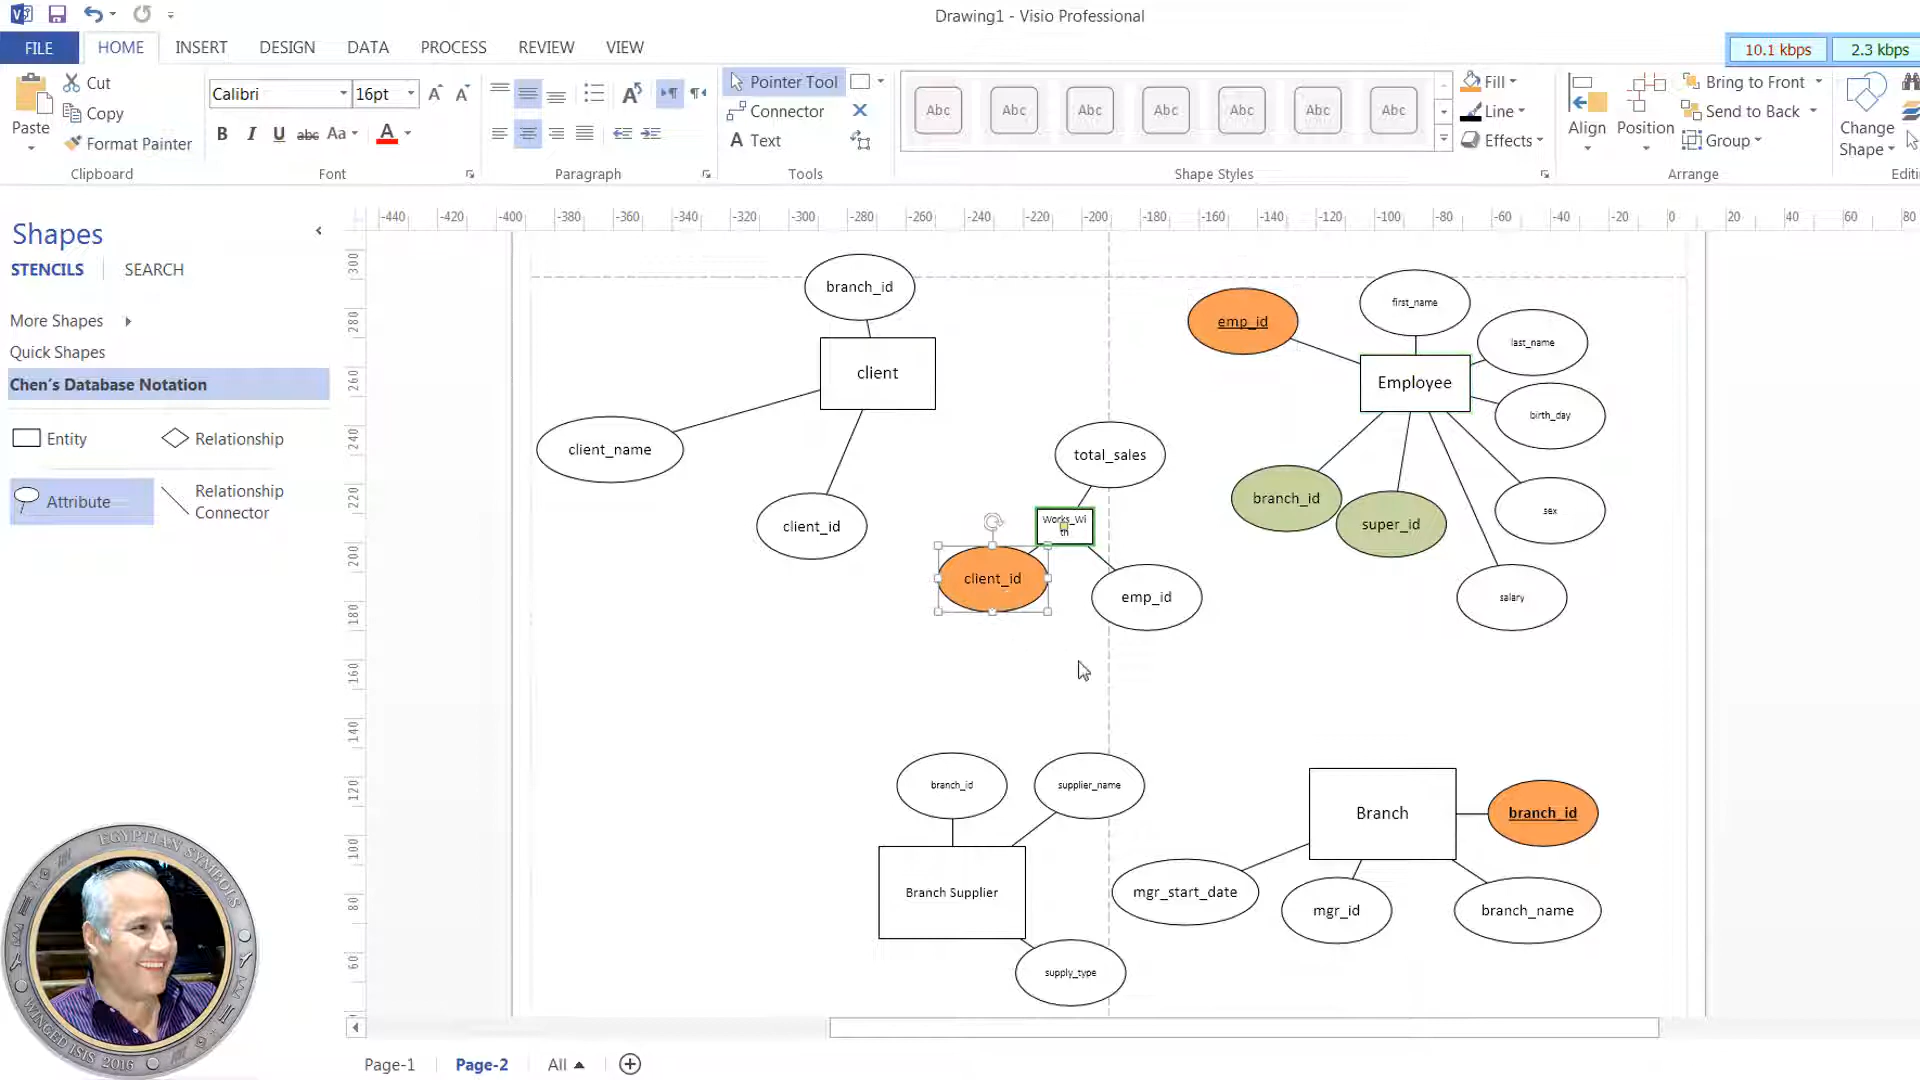 Drawing1 - Visio Professional
FILE HOME INSERT DESIGN DATA PROCESS REVIEW VIEW
10.1 kbps 2.3 kbps
Paste
Cut
Copy
Format Painter
Clipboard
Calibri 16pt
B I U abc Aa A
Font
Paragraph
Pointer Tool
Connector
Text
Tools
Abc Abc Abc Abc Abc Abc Abc
Shape Styles
Fill
Line
Effects
Align
Position
Bring to Front
Send to Back
Group
Arrange
Change
Shape
Editi
Shapes
STENCILS SEARCH
More Shapes
Quick Shapes
Chen's Database Notation
Entity
Relationship
Attribute
Relationship
Connector
-440 -420 -400 -380 -360 -340 -320 -300 -280 -260 -240 -220 -200 -180 -160 -140 -120 -100 -80 -60 -40 -20 0 20 40 60 80
300
280
260
240
220
200
180
160
140
120
100
80
60
branch_id
client
client_name
client_id
total_sales
Works_Wi
th
client_id
emp_id
emp_id
first_name
last_name
Employee
birth_day
branch_id
super_id
sex
salary
branch_id
supplier_name
Branch Supplier
supply_type
Branch
branch_id
mgr_start_date
mgr_id
branch_name
EGYPTIAN SYMBOLS
WINGED ISIS 2016
Page-1 Page-2 All